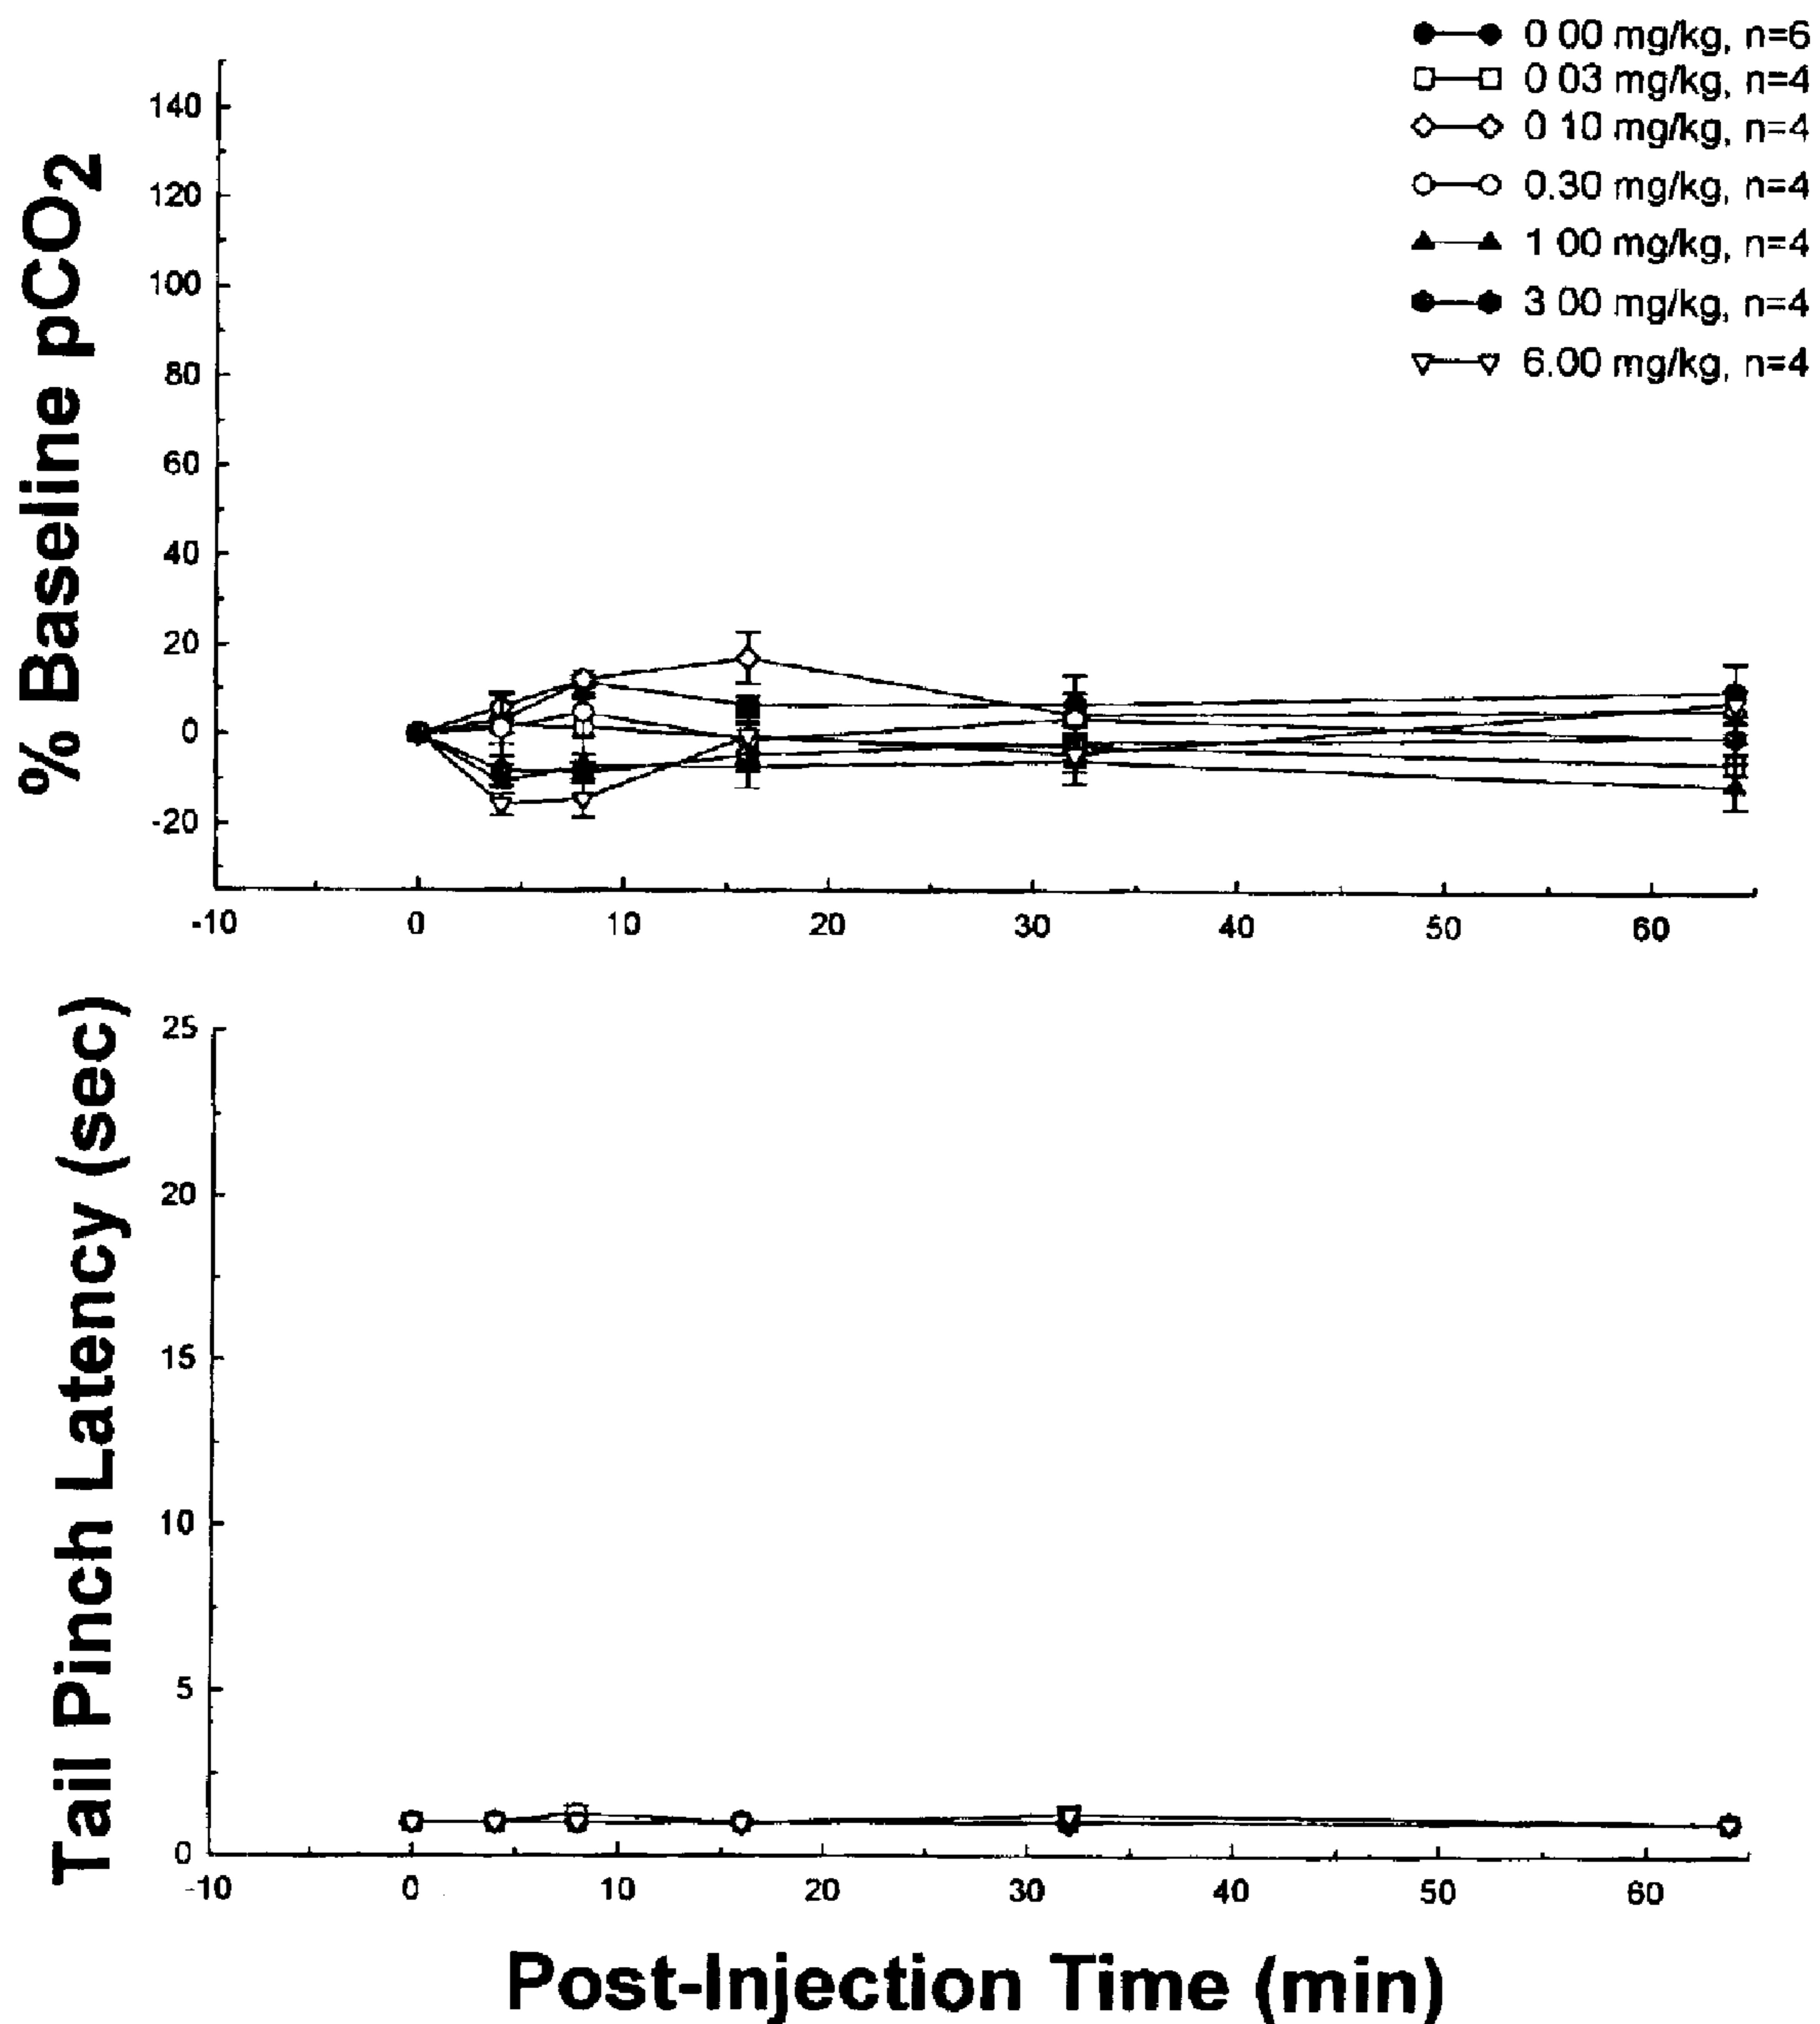 0 00 mg/kg, n=6
0 03 mg/kg, n=4
0 10 mg/kg, n=4
0.30 mg/kg, n=4
1 00 mg/kg, n=4
3 00 mg/kg, n=4
6.00 mg/kg, n=4
% Baseline pCO2
140
120
100
80
60
40
20
0
-20
-10 0 10 20 30 40 50 60
Tail Pinch Latency (sec)
25
20
15
10
5
0
-10 0 10 20 30 40 50 60
Post-Injection Time (min)